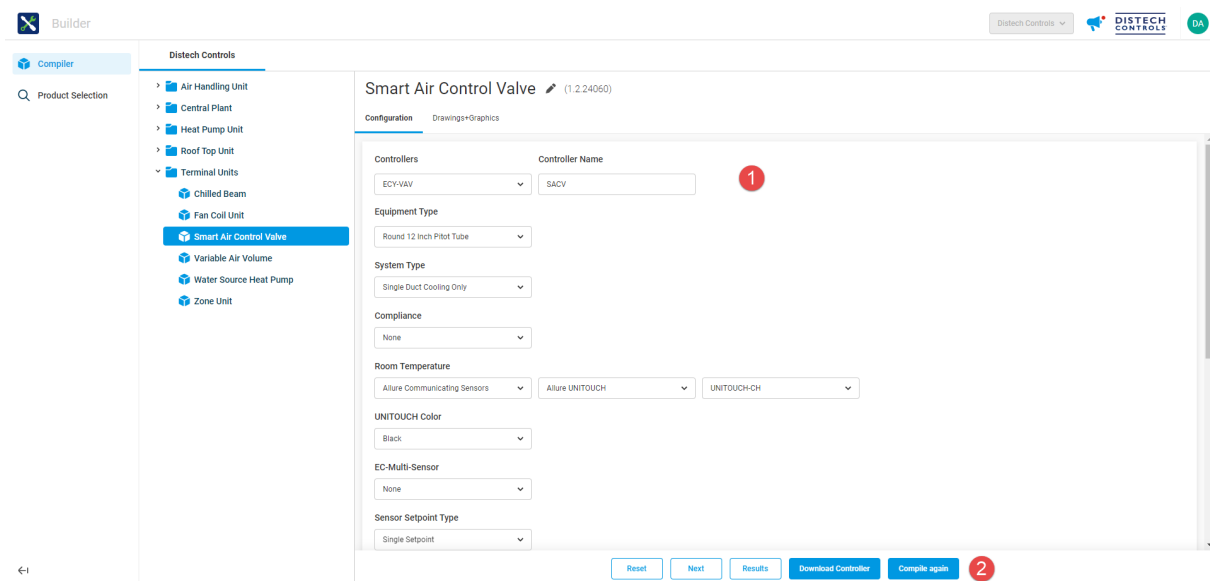 Builder
Distech Controls
DISTECH
CONTROLS
DA
Compiler
Product Selection
Distech Controls
Air Handling Unit
Central Plant
Heat Pump Unit
Roof Top Unit
Terminal Units
Chilled Beam
Fan Coil Unit
Smart Air Control Valve
Variable Air Volume
Water Source Heat Pump
Zone Unit
Smart Air Control Valve (1.2.24060)
Configuration Drawings+Graphics
Controllers Controller Name
ECY-VAV SACV
1
Equipment Type
Round 12 Inch Pitot Tube
System Type
Single Duct Cooling Only
Compliance
None
Room Temperature
Allure Communicating Sensors Allure UNITOUCH UNITOUCH-CH
UNITOUCH Color
Black
EC-Multi-Sensor
None
Sensor Setpoint Type
Single Setpoint
Reset Next Results Download Controller Compile again 2